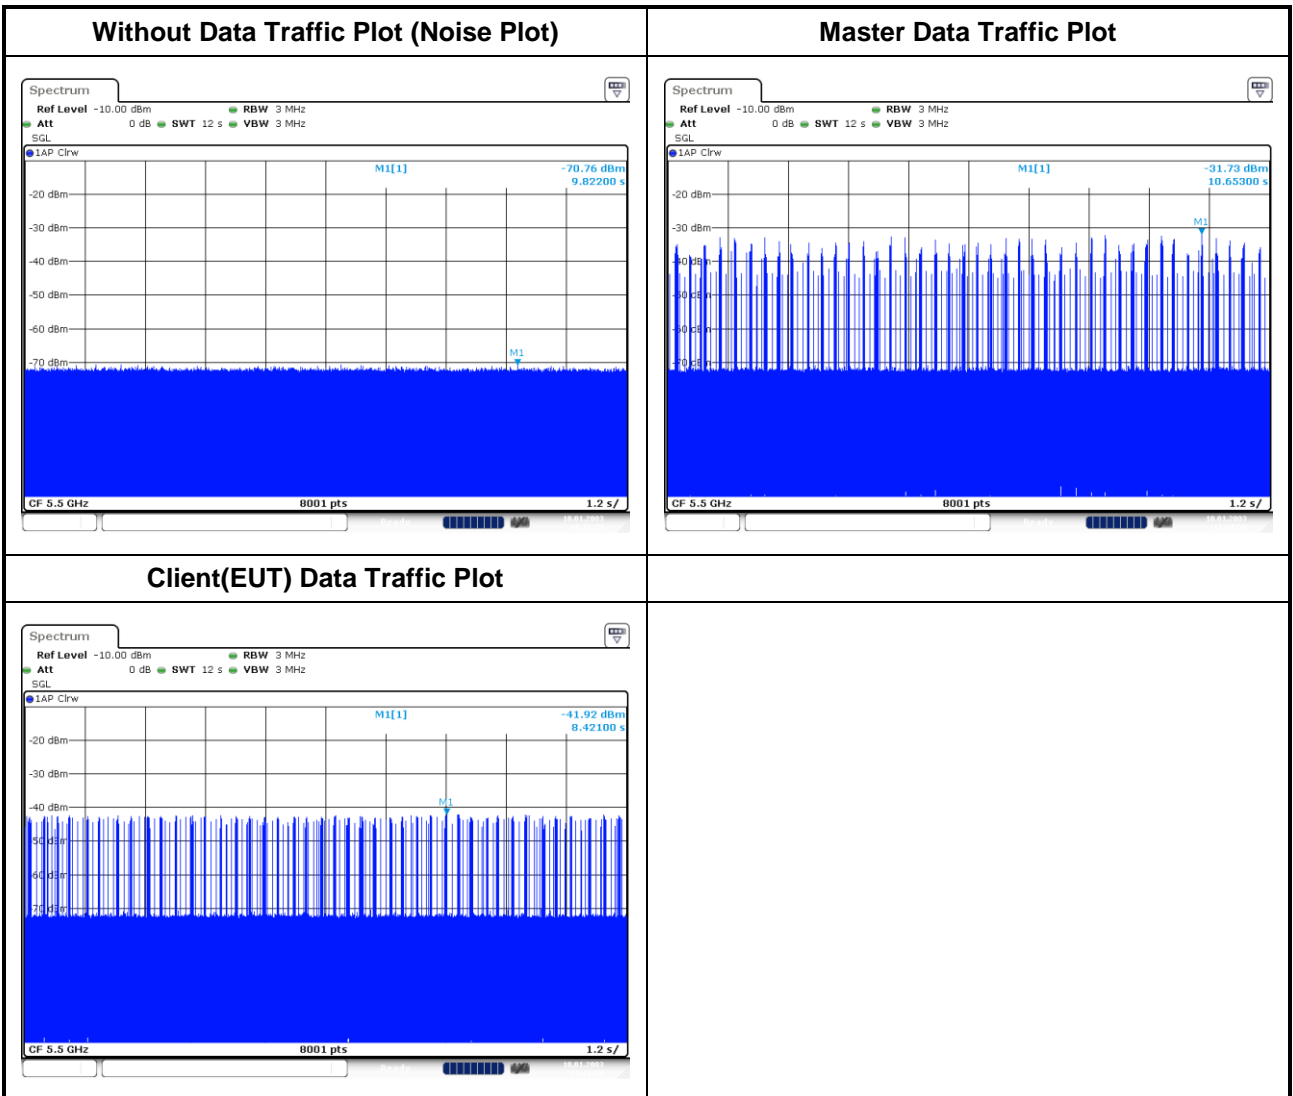 Without Data Traffic Plot (Noise Plot)
Master Data Traffic Plot
Spectrum
Ref Level -10.00 dBm RBW 3 MHz
Att 0 dB SWT 12 s VBW 3 MHz
SGL
1AP Clrw
M1[1] -70.76 dBm
9.82200 s
-20 dBm
-30 dBm
-40 dBm
-50 dBm
-60 dBm
M1
-70 dBm
CF 5.5 GHz 8001 pts 1.2 s/
Spectrum
Ref Level -10.00 dBm RBW 3 MHz
Att 0 dB SWT 12 s VBW 3 MHz
SGL
1AP Clrw
M1[1] -31.73 dBm
10.65300 s
-20 dBm
M1
-30 dBm
CF 5.5 GHz 8001 pts 1.2 s/
Client(EUT) Data Traffic Plot
Spectrum
Ref Level -10.00 dBm RBW 3 MHz
Att 0 dB SWT 12 s VBW 3 MHz
SGL
1AP Clrw
M1[1] -41.92 dBm
8.42100 s
-20 dBm
-30 dBm
M1
-40 dBm
CF 5.5 GHz 8001 pts 1.2 s/